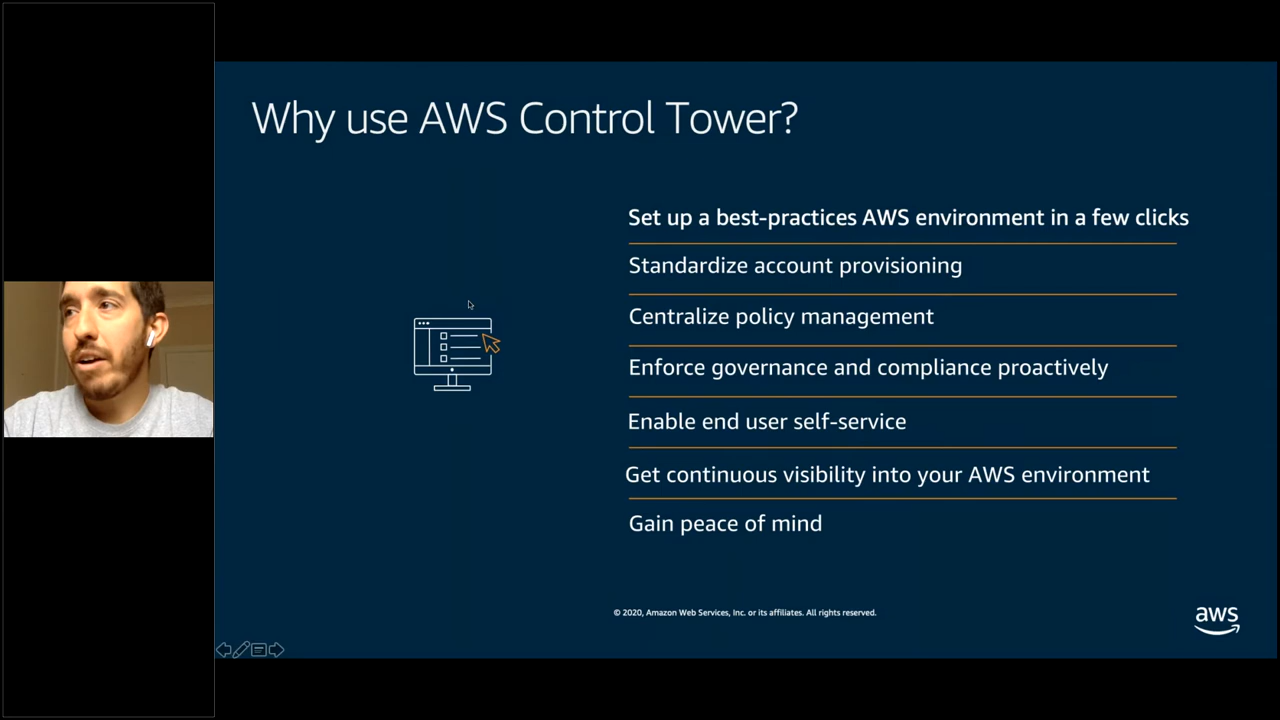 Why use AWS Control Tower?
Set up a best-practices AWS environment in a few clicks
Standardize account provisioning
Centralize policy management
Enforce governance and compliance proactively
Enable end user self-service
Get continuous visibility into your AWS environment
Gain peace of mind
© 2020, Amazon Web Services, Inc. or its affiliates. All rights reserved.
aws